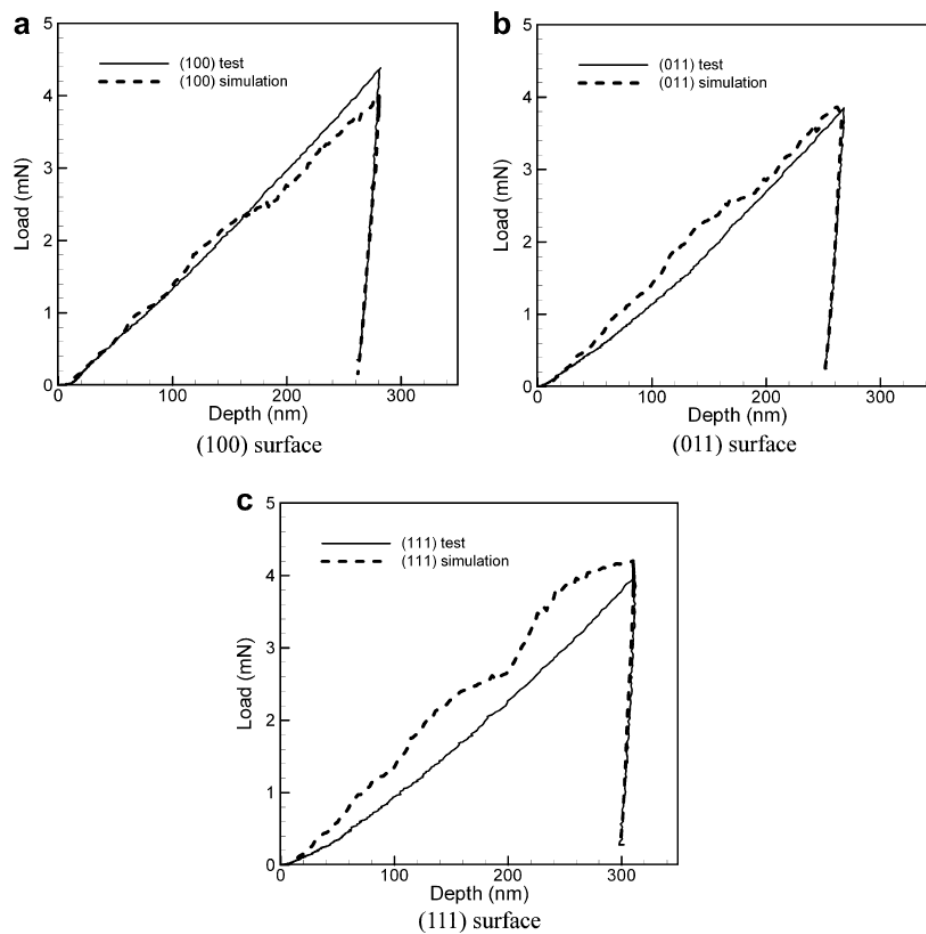 a
5
4
3
2
1
0
Load (mN)
(100) test
(100) simulation
0 100 200 300
Depth (nm)
(100) surface
b
5
4
3
2
1
0
Load (mN)
(011) test
(011) simulation
0 100 200 300
Depth (nm)
(011) surface
c
5
4
3
2
1
0
Load (mN)
(111) test
(111) simulation
0 100 200 300
Depth (nm)
(111) surface